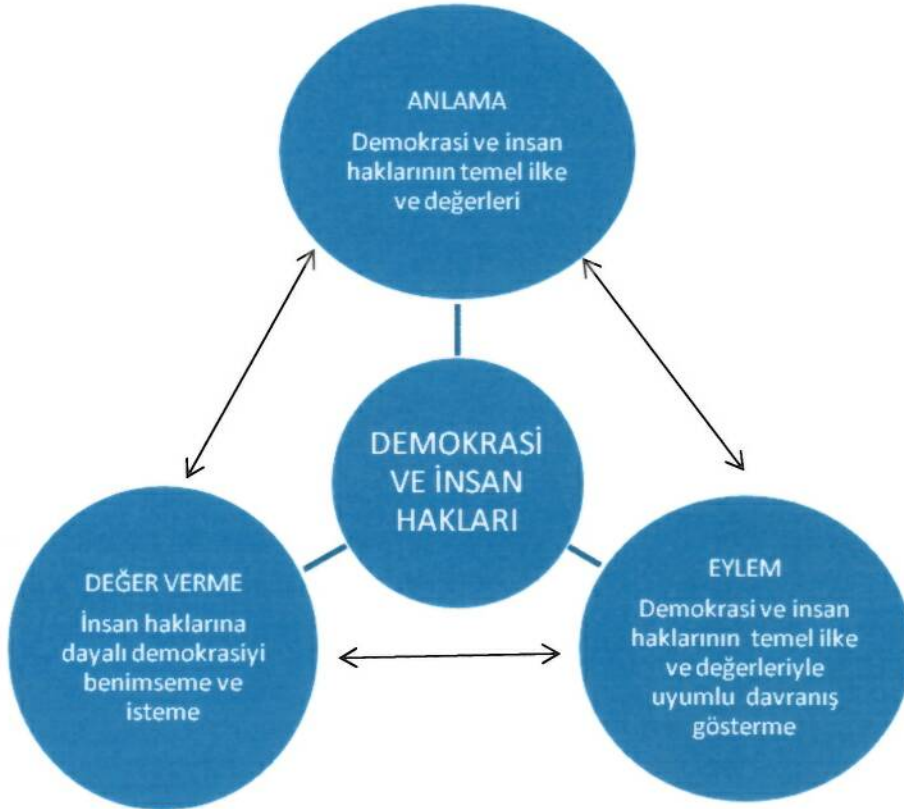 ANLAMA
Demokrasi ve insan
haklarının temel ilke
ve değerleri
DEMOKRASİ
VE İNSAN
HAKLARI
DEĞER VERME
İnsan haklarına
dayalı demokrasiyi
benimseme ve
isteme
EYLEM
Demokrasi ve insan
haklarının temel ilke
ve değerleriyle
uyumlu davranış
gösterme